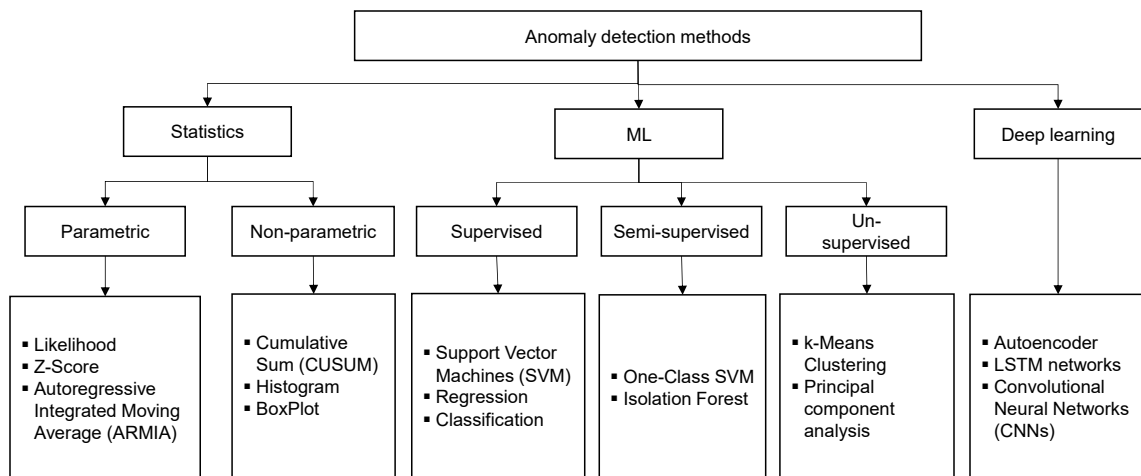 Anomaly detection methods
Statistics
ML
Deep learning
Parametric
Non-parametric
Supervised
Semi-supervised
Un-
supervised
▪ Likelihood
▪ Z-Score
▪ Autoregressive
Integrated Moving
Average (ARMIA)
▪ Cumulative
Sum (CUSUM)
▪ Histogram
▪ BoxPlot
▪ Support Vector
Machines (SVM)
▪ Regression
▪ Classification
▪ One-Class SVM
▪ Isolation Forest
▪ k-Means
Clustering
▪ Principal
component
analysis
▪ Autoencoder
▪ LSTM networks
▪ Convolutional
Neural Networks
(CNNs)